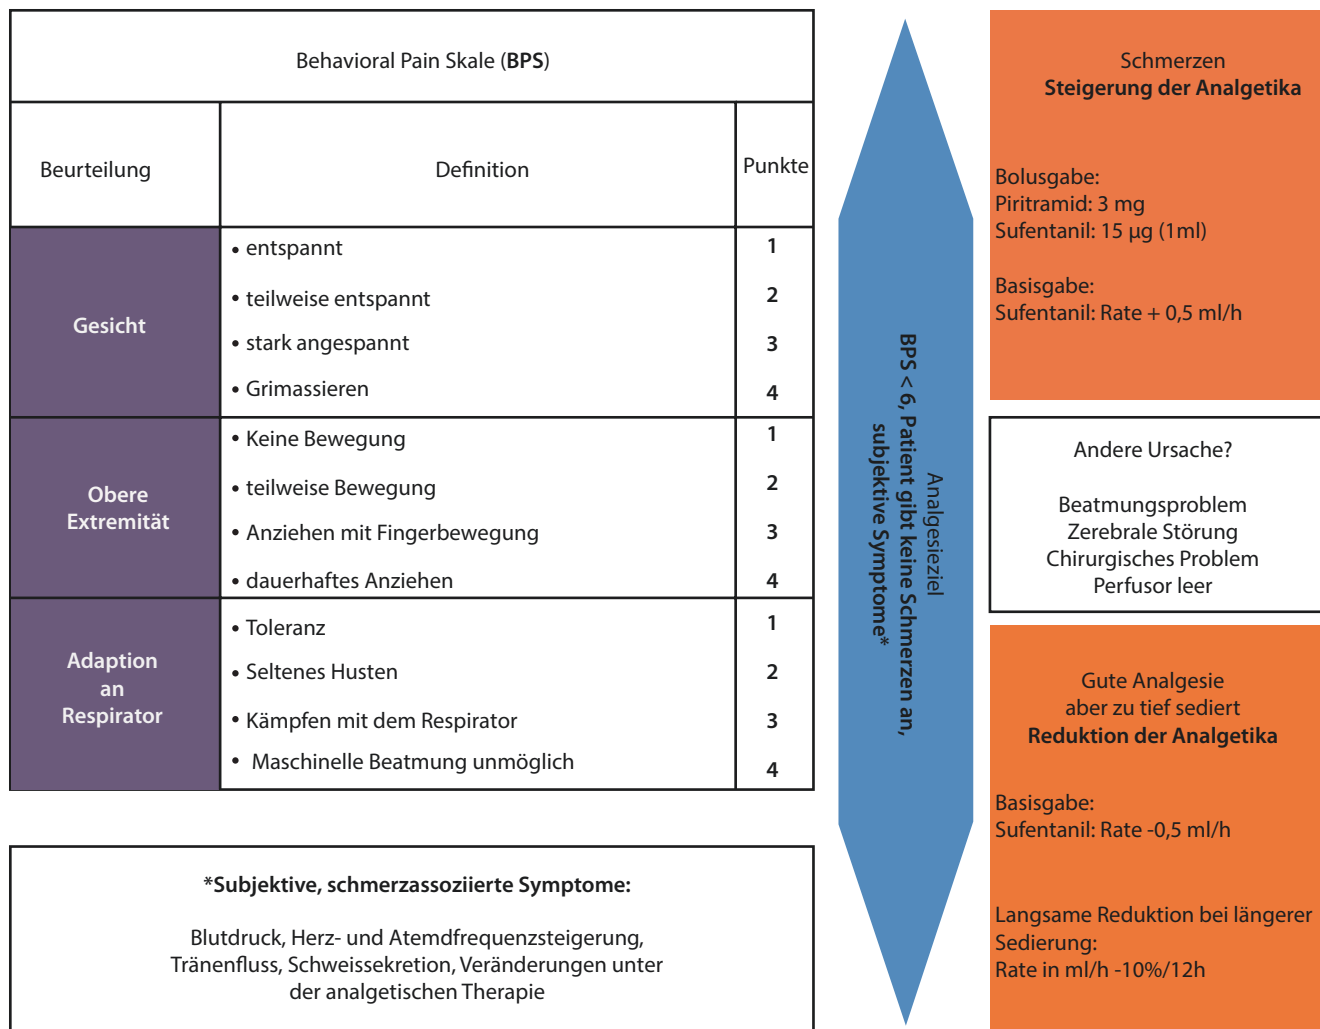 Behavioral Pain Skale (BPS)
Beurteilung
Definition
Punkte
Gesicht
• entspannt
1
• teilweise entspannt
2
• stark angespannt
3
• Grimassieren
4
Obere
Extremität
• Keine Bewegung
1
• teilweise Bewegung
2
• Anziehen mit Fingerbewegung
3
• dauerhaftes Anziehen
4
Adaption
an
Respirator
• Toleranz
1
• Seltenes Husten
2
• Kämpfen mit dem Respirator
3
• Maschinelle Beatmung unmöglich
4
*Subjektive, schmerzassoziierte Symptome:
Blutdruck, Herz- und Atemdfrequenzsteigerung,
Tränenfluss, Schweissekretion, Veränderungen unter
der analgetischen Therapie
Analgesieziel
BPS < 6, Patient gibt keine Schmerzen an,
subjektive Symptome*
Schmerzen
Steigerung der Analgetika
Bolusgabe:
Piritramid: 3 mg
Sufentanil: 15 µg (1ml)
Basisgabe:
Sufentanil: Rate + 0,5 ml/h
Andere Ursache?
Beatmungsproblem
Zerebrale Störung
Chirurgisches Problem
Perfusor leer
Gute Analgesie
aber zu tief sediert
Reduktion der Analgetika
Basisgabe:
Sufentanil: Rate -0,5 ml/h
Langsame Reduktion bei längerer
Sedierung:
Rate in ml/h -10%/12h